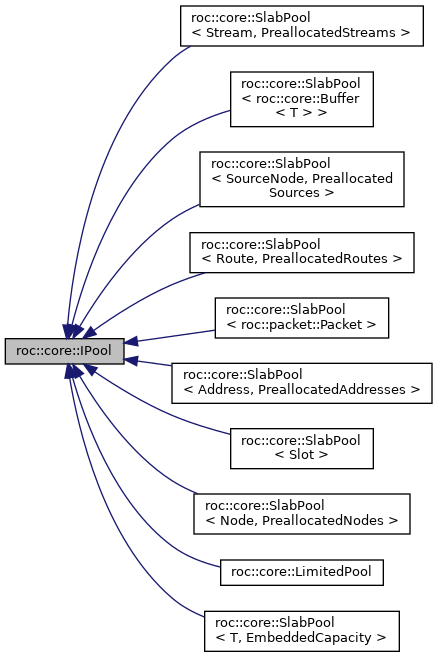 roc::core::SlabPool
< Stream, PreallocatedStreams >
roc::core::SlabPool
< roc::core::Buffer
< T > >
roc::core::SlabPool
< SourceNode, Preallocated
Sources >
roc::core::SlabPool
< Route, PreallocatedRoutes >
roc::core::SlabPool
< roc::packet::Packet >
roc::core::IPool
roc::core::SlabPool
< Address, PreallocatedAddresses >
roc::core::SlabPool
< Slot >
roc::core::SlabPool
< Node, PreallocatedNodes >
roc::core::LimitedPool
roc::core::SlabPool
< T, EmbeddedCapacity >